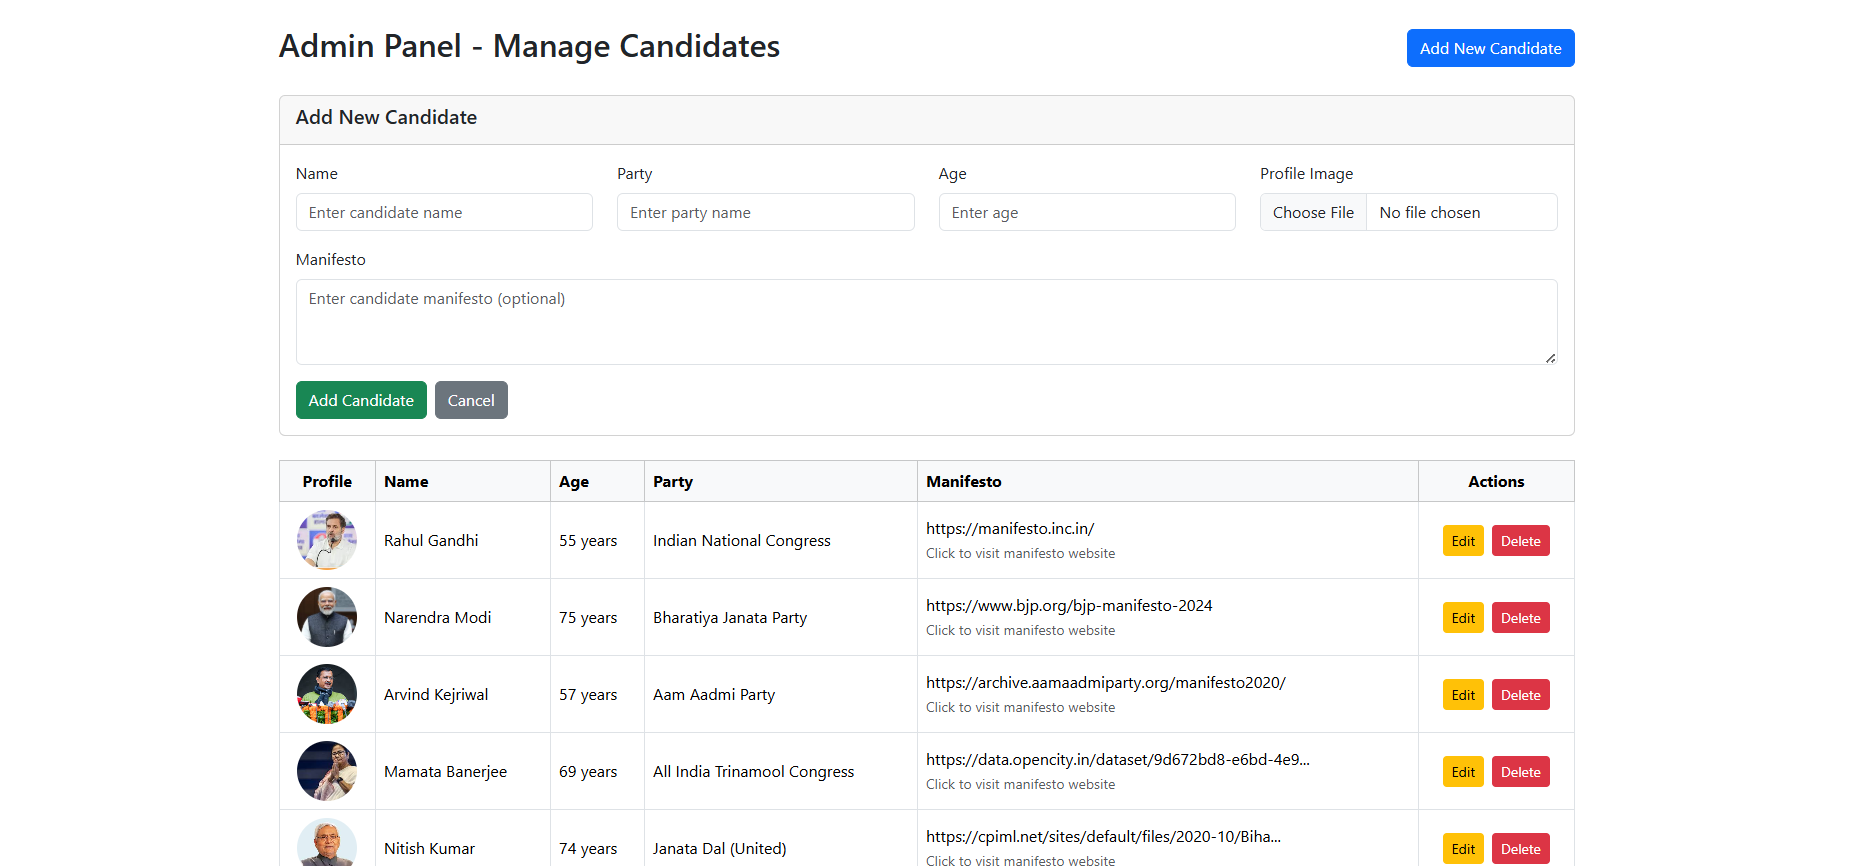 Admin Panel - Manage Candidates
Add New Candidate
Add New Candidate
Name Party Age Profile Image
Enter candidate name Enter party name Enter age Choose File No file chosen
Manifesto
Enter candidate manifesto (optional)
Add Candidate Cancel
Profile Name Age Party Manifesto Actions
Rahul Gandhi 55 years Indian National Congress https://manifesto.inc.in/ Edit Delete
Click to visit manifesto website
Narendra Modi 75 years Bharatiya Janata Party https://www.bjp.org/bjp-manifesto-2024 Edit Delete
Click to visit manifesto website
Arvind Kejriwal 57 years Aam Aadmi Party https://archive.aamaadmiparty.org/manifesto2020/ Edit Delete
Click to visit manifesto website
Mamata Banerjee 69 years All India Trinamool Congress https://data.opencity.in/dataset/9d672bd8-e6bd-4e9... Edit Delete
Click to visit manifesto website
Nitish Kumar 74 years Janata Dal (United) https://cpiml.net/sites/default/files/2020-10/Biha... Edit Delete
Click to visit manifesto website